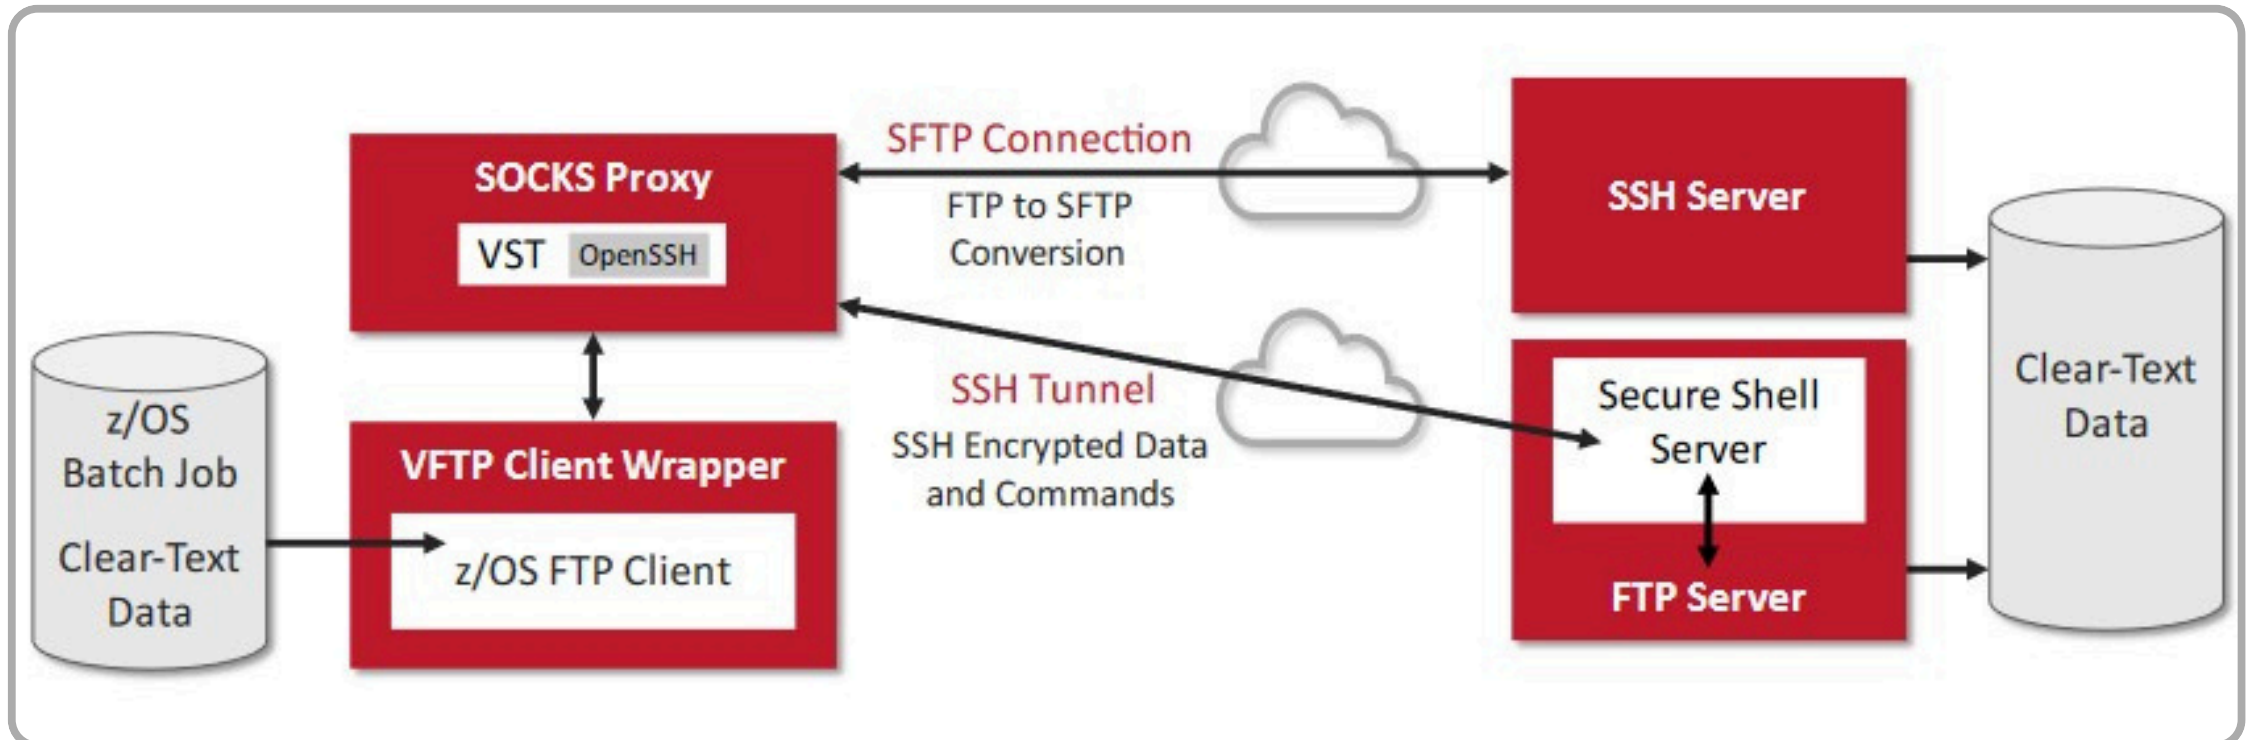 z/OS
Batch Job
Clear-Text
Data
SOCKS Proxy
VST
OpenSSH
VFTP Client Wrapper
z/OS FTP Client
SFTP Connection
FTP to SFTP
Conversion
SSH Tunnel
SSH Encrypted Data
and Commands
SSH Server
Secure Shell
Server
FTP Server
Clear-Text
Data